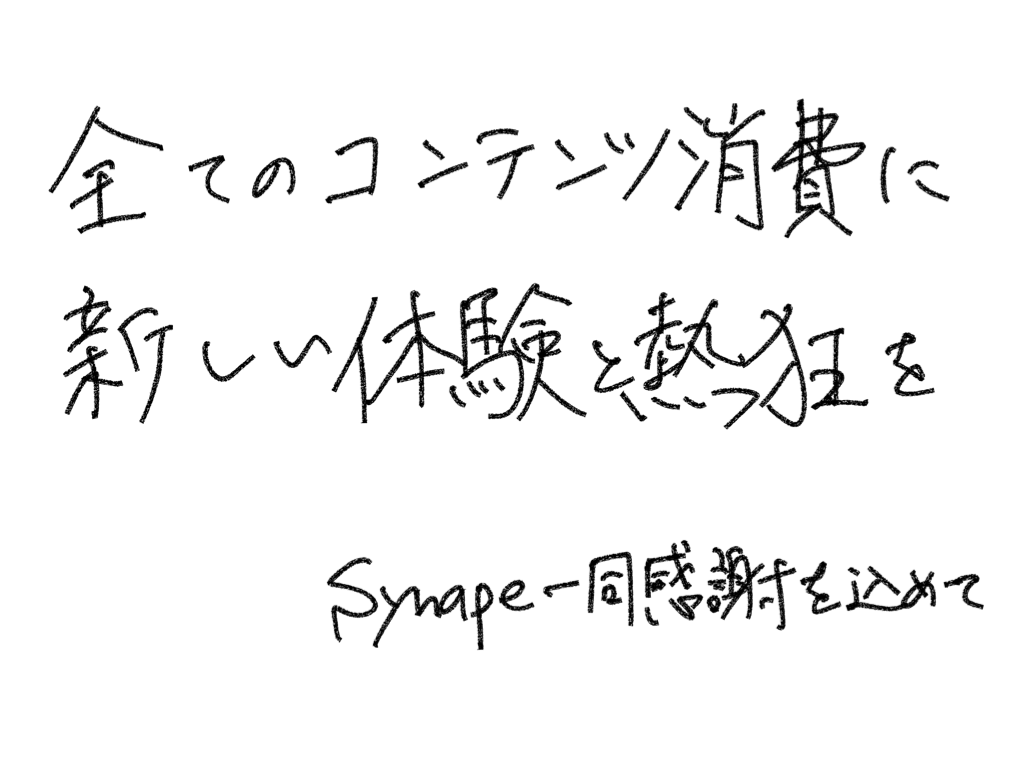 全てのコンテンツ消費に
新しい体験と熱狂を
Synape一同感謝を込めて